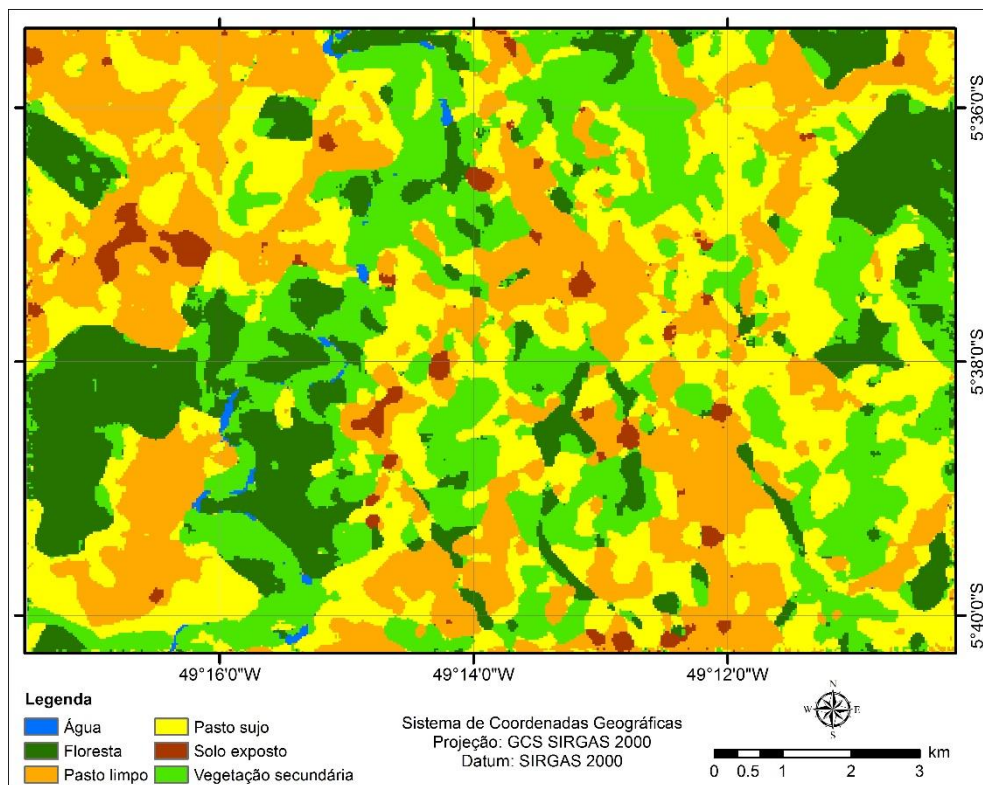 5°36'0"S
5°38'0"S
5°40'0"S
49°16'0"W
49°14'0"W
49°12'0"W
Legenda
Água
Floresta
Pasto limpo
Pasto sujo
Solo exposto
Vegetação secundária
Sistema de Coordenadas Geográficas
Projeção: GCS SIRGAS 2000
Datum: SIRGAS 2000
N
W
E
S
km
0 0.5 1 2 3